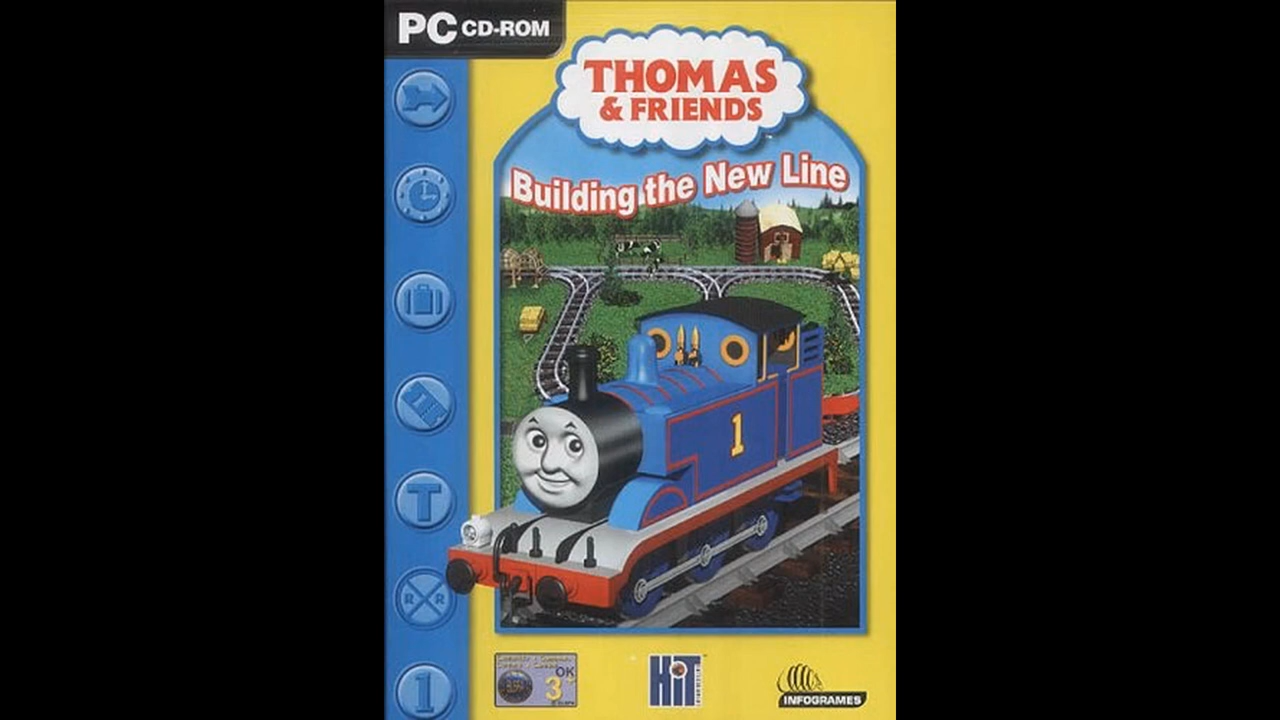 PC CD-ROM
THOMAS
& FRIENDS
Building the New Line
1
T
R R
1
OK
3+
HiT
INFOGRAMES